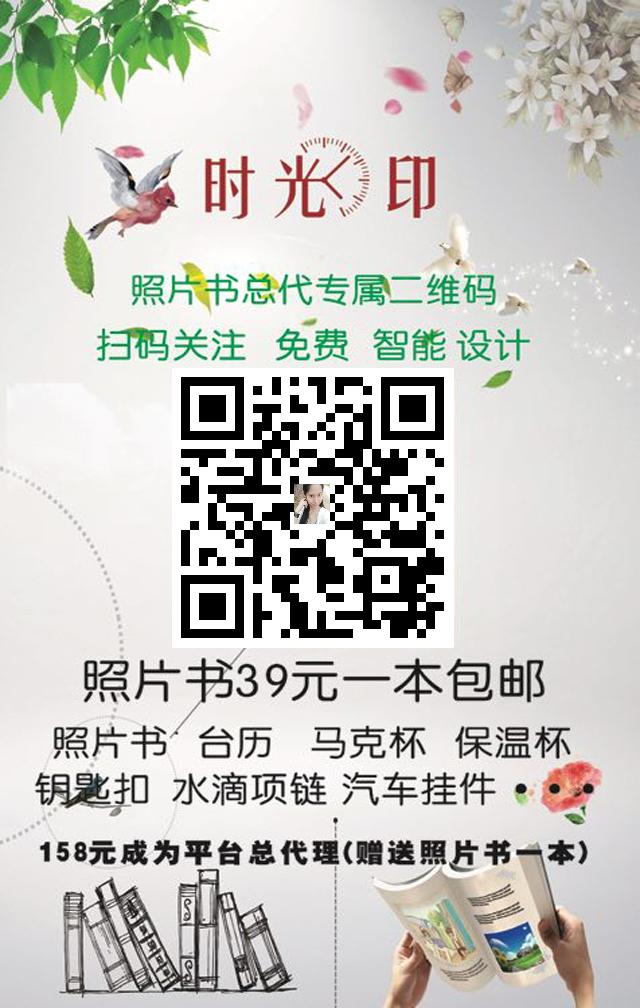 时光印
照片书总代专属二维码
扫码关注 免费 智能 设计
照片书39元一本包邮
照片书 台历 马克杯 保温杯
钥匙扣 水滴项链 汽车挂件
158元成为平台总代理(赠送照片书一本)